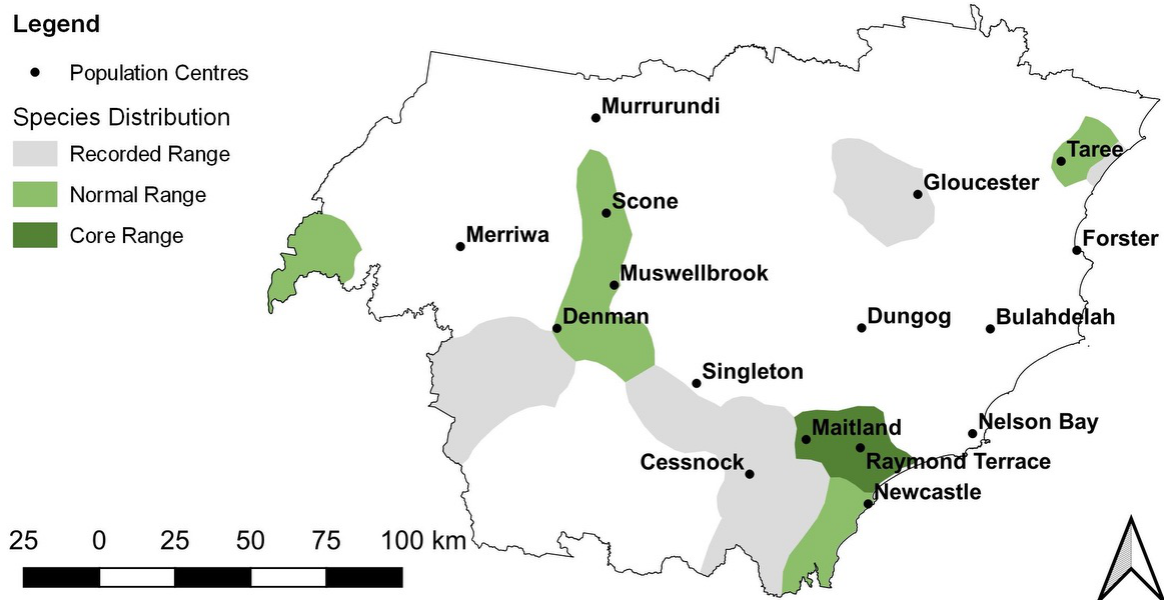 Legend
Population Centres
Species Distribution
Recorded Range
Normal Range
Core Range
Murrurundi
Taree
Gloucester
Scone
Merriwa
Forster
Muswellbrook
Denman
Dungog
Bulahdelah
Singleton
Nelson Bay
Maitland
Cessnock
Raymond Terrace
Newcastle
25 0 25 50 75 100 km